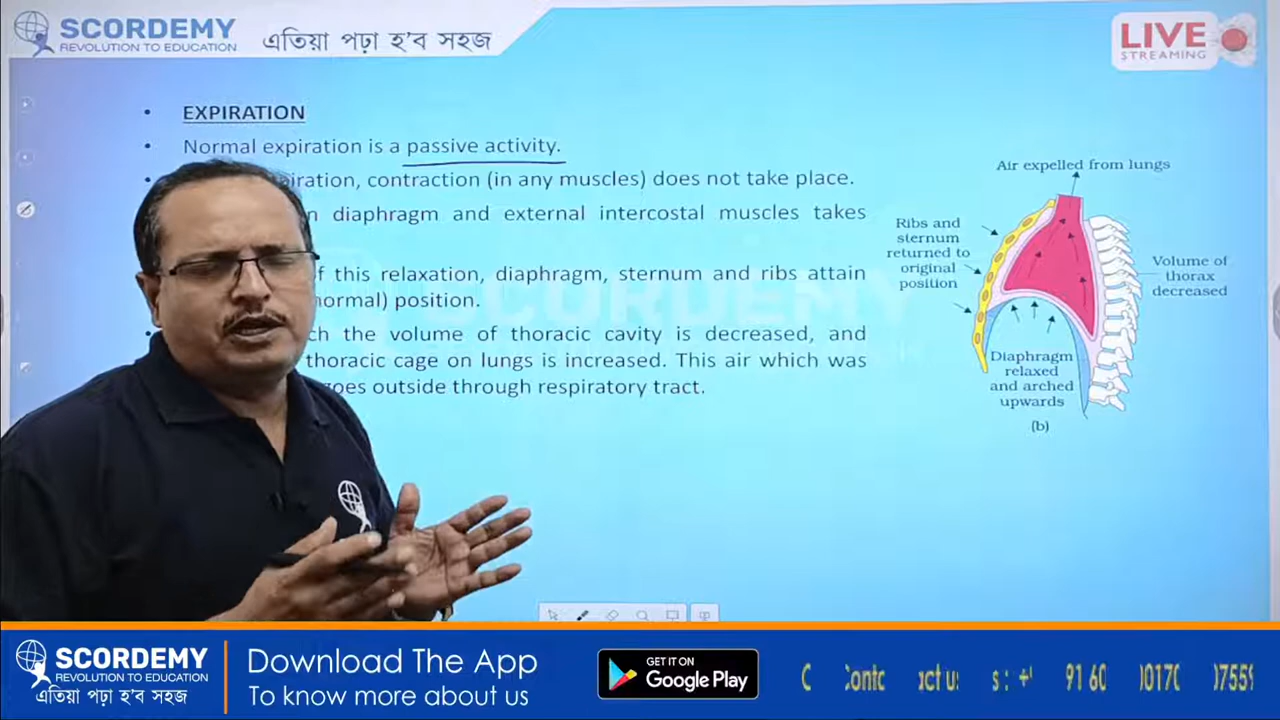 SCORDEMY
REVOLUTION TO EDUCATION
এতিয়া পঢ়া হ'ব সহজ
LIVE
STREAMING
• EXPIRATION
• Normal expiration is a passive activity.
contraction (in any muscles) does not take place.
diaphragm and external intercostal muscles takes
f this relaxation, diaphragm, sternum and ribs attain
normal) position.
ch the volume of thoracic cavity is decreased, and
thoracic cage on lungs is increased. This air which was
goes outside through respiratory tract.
Air expelled from lungs
Ribs and
sternum
returned to
original
position
Volume of
thorax
decreased
Diaphragm
relaxed
and arched
upwards
(b)
SCORDEMY
SCORDEMY
REVOLUTION TO EDUCATION
এতিয়া পঢ়া হ'ব সহজ
Download The App
To know more about us
GET IT ON
Google Play